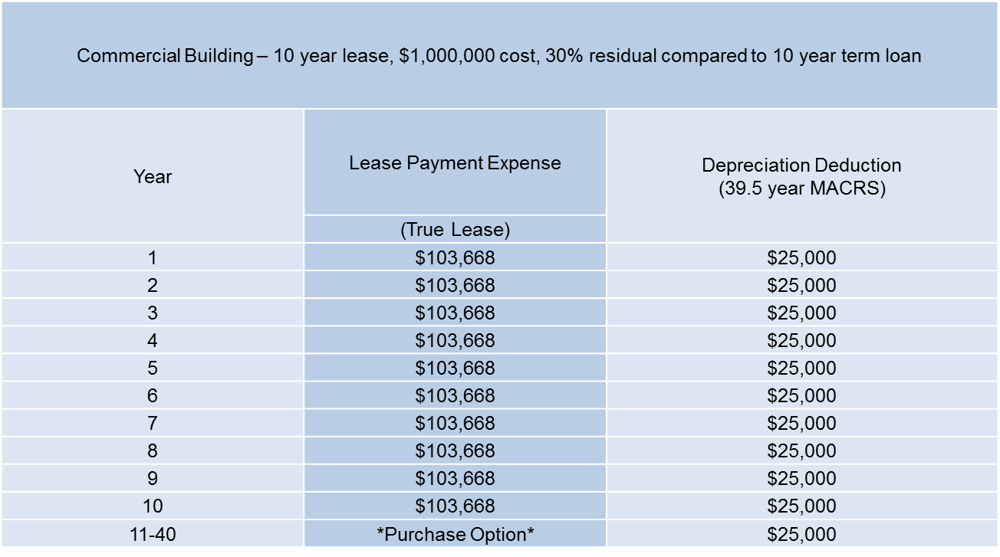 Commercial Building – 10 year lease, $1,000,000 cost, 30% residual compared to 10 year term loan
Year
Lease Payment Expense
(True Lease)
Depreciation Deduction
(39.5 year MACRS)
1 $103,668 $25,000
2 $103,668 $25,000
3 $103,668 $25,000
4 $103,668 $25,000
5 $103,668 $25,000
6 $103,668 $25,000
7 $103,668 $25,000
8 $103,668 $25,000
9 $103,668 $25,000
10 $103,668 $25,000
11-40 *Purchase Option* $25,000